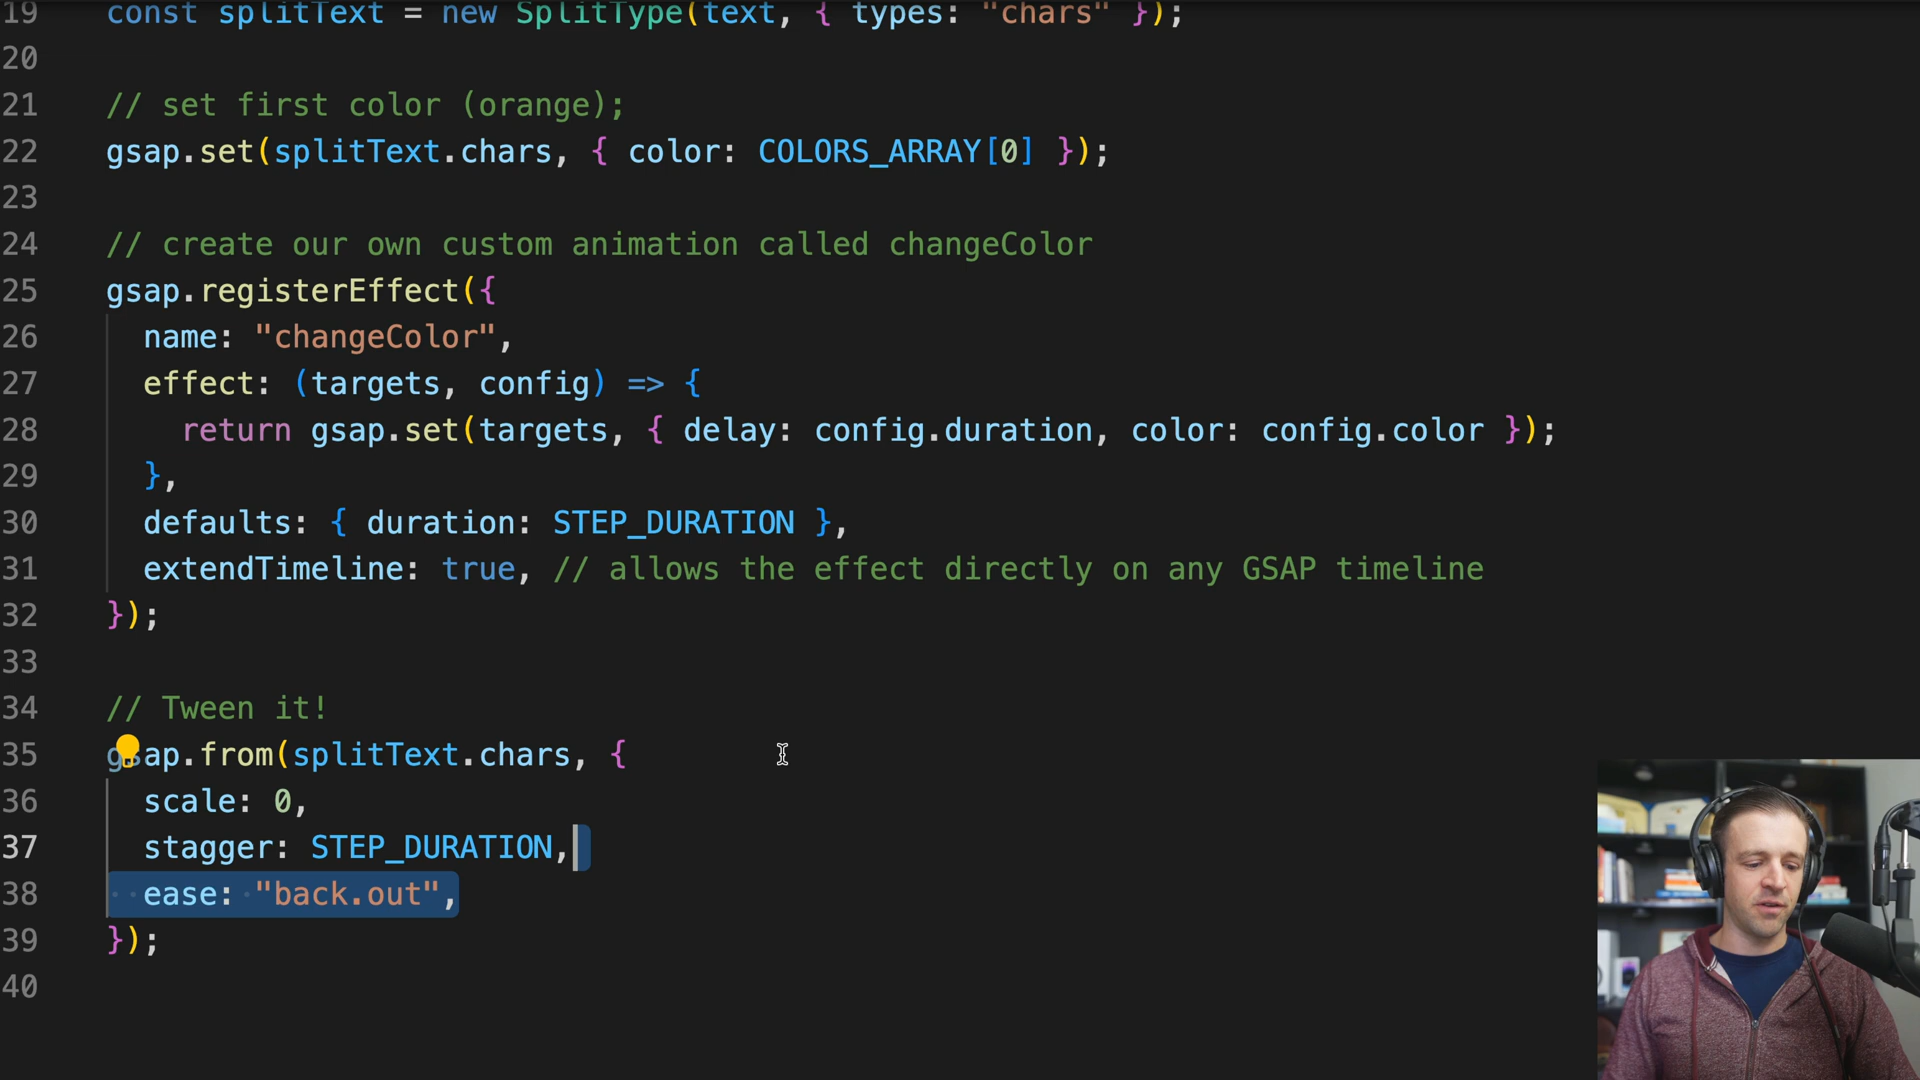 19 const splitText = new SplitType(text, { types: "chars" });
20
21 // set first color (orange);
22 gsap.set(splitText.chars, { color: COLORS_ARRAY[0] });
23
24 // create our own custom animation called changeColor
25 gsap.registerEffect({
26 name: "changeColor",
27 effect: (targets, config) => {
28 return gsap.set(targets, { delay: config.duration, color: config.color });
29 },
30 defaults: { duration: STEP_DURATION },
31 extendTimeline: true, // allows the effect directly on any GSAP timeline
32 });
33
34 // Tween it!
35 gsap.from(splitText.chars, {
36 scale: 0,
37 stagger: STEP_DURATION,
38 ease: "back.out",
39 });
40